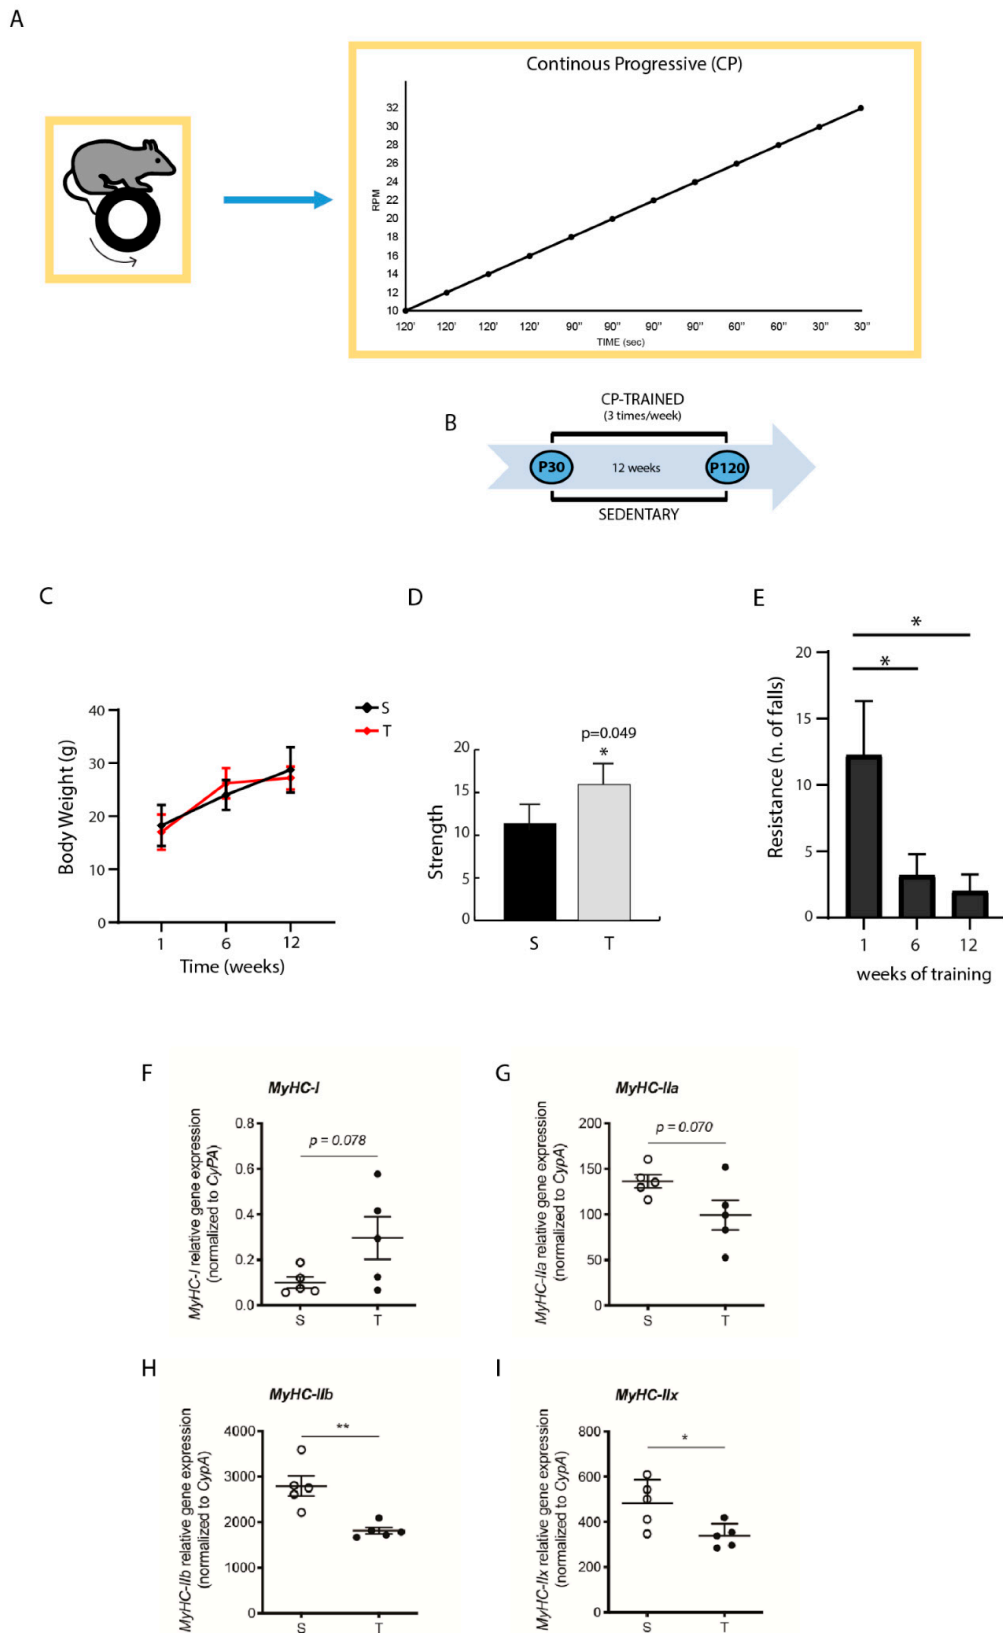 A
Continous Progressive (CP)
32
30
28
26
24
22
20
18
16
14
12
10
RPM
120' 120' 120' 120' 90" 90" 90" 90" 60" 60" 30" 30"
TIME (sec)
B
CP-TRAINED
(3 times/week)
P30 12 weeks P120
SEDENTARY
C
S
T
40
30
20
10
0
Body Weight (g)
1 6 12
Time (weeks)
D
p=0.049
*
20
15
10
5
0
Strength
S T
E
*
*
20
15
10
5
0
Resistance (n. of falls)
1 6 12
weeks of training
F
MyHC-I
p = 0.078
0.8
0.6
0.4
0.2
0.0
MyHC-I relative gene expression
(normalized to CyPA)
S T
G
MyHC-IIa
p = 0.070
200
150
100
50
0
MyHC-IIa relative gene expression
(normalized to CypA)
S T
H
MyHC-IIb
**
4000
3000
2000
1000
0
MyHC-IIb relative gene expression
(normalized to CypA)
S T
I
MyHC-IIx
*
800
600
400
200
0
MyHC-IIx relative gene expression
(normalized to CypA)
S T